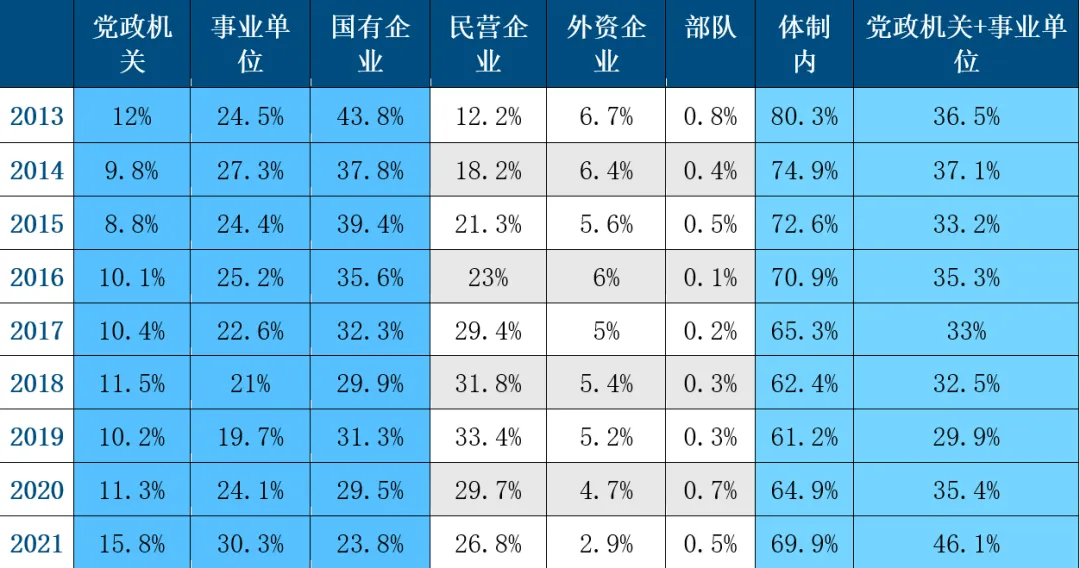 党政机关 事业单位 国有企业 民营企业 外资企业 部队 体制内 党政机关+事业单位
2013 12% 24.5% 43.8% 12.2% 6.7% 0.8% 80.3% 36.5%
2014 9.8% 27.3% 37.8% 18.2% 6.4% 0.4% 74.9% 37.1%
2015 8.8% 24.4% 39.4% 21.3% 5.6% 0.5% 72.6% 33.2%
2016 10.1% 25.2% 35.6% 23% 6% 0.1% 70.9% 35.3%
2017 10.4% 22.6% 32.3% 29.4% 5% 0.2% 65.3% 33%
2018 11.5% 21% 29.9% 31.8% 5.4% 0.3% 62.4% 32.5%
2019 10.2% 19.7% 31.3% 33.4% 5.2% 0.3% 61.2% 29.9%
2020 11.3% 24.1% 29.5% 29.7% 4.7% 0.7% 64.9% 35.4%
2021 15.8% 30.3% 23.8% 26.8% 2.9% 0.5% 69.9% 46.1%